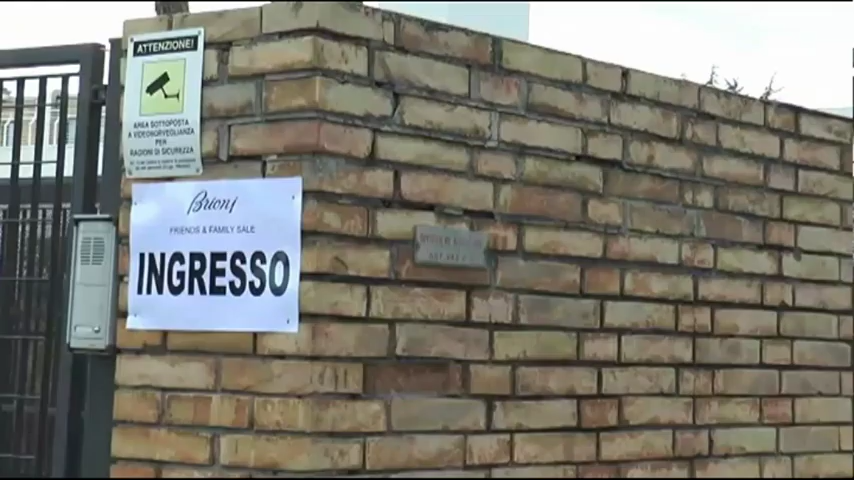 ATTENZIONE!
AREA SOTTOPOSTA
A VIDEOSORVEGLIANZA
PER
RAGIONI DI SICUREZZA
Brioni
FRIENDS & FAMILY SALE
INGRESSO